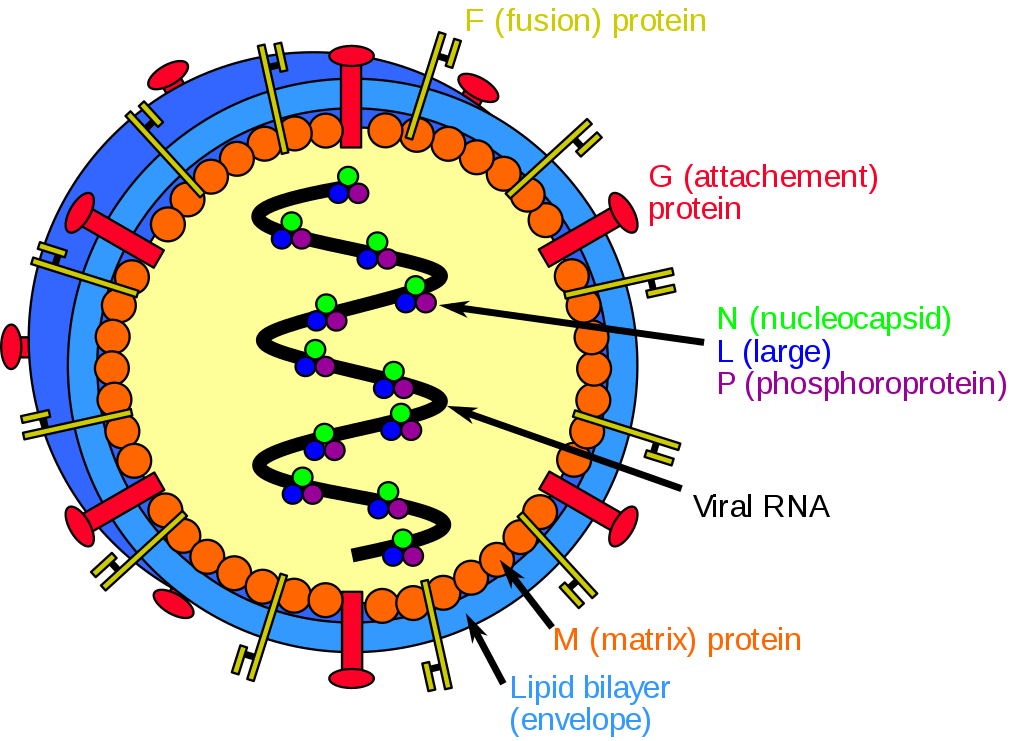 F (fusion) protein
G (attachement)
protein
N (nucleocapsid)
L (large)
P (phosphoroprotein)
Viral RNA
M (matrix) protein
Lipid bilayer
(envelope)